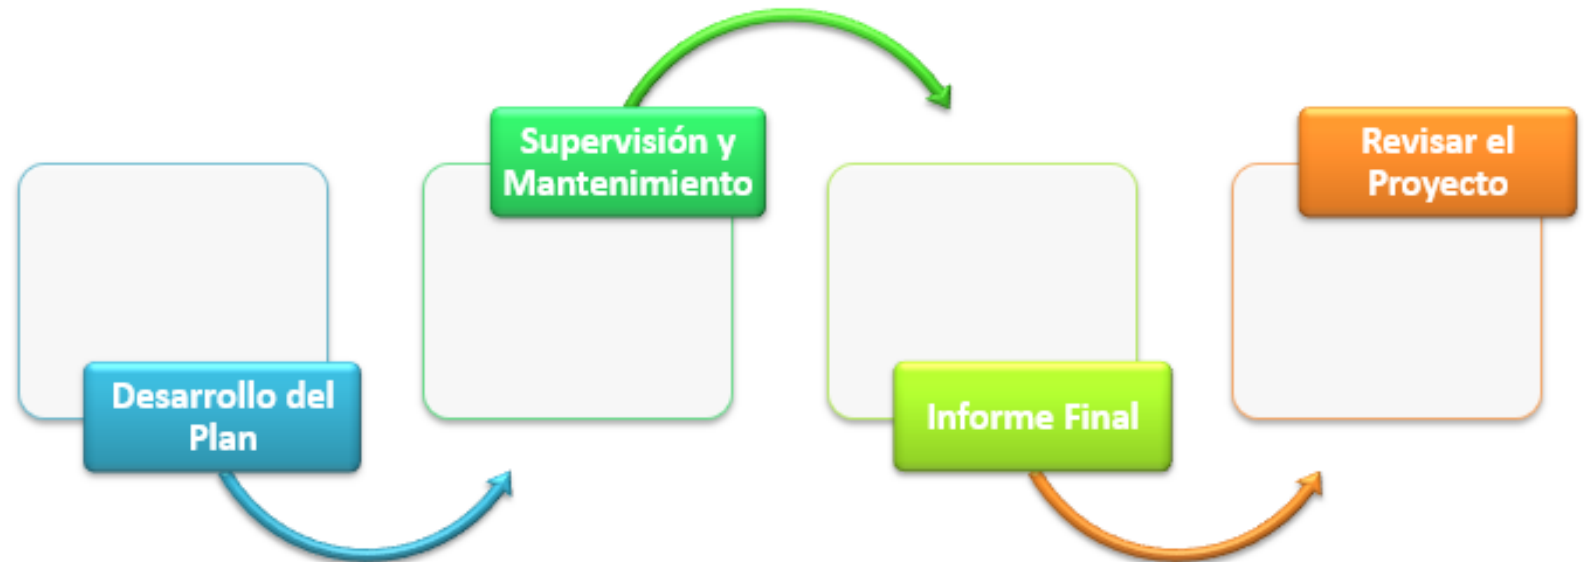 Desarrollo del
Plan
Supervisión y
Mantenimiento
Informe Final
Revisar el
Proyecto